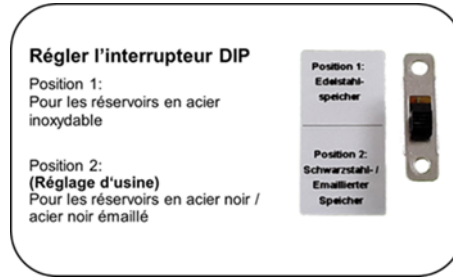 Régler l'interrupteur DIP
Position 1:
Pour les réservoirs en acier
inoxydable
Position 2:
(Réglage d‘usine)
Pour les réservoirs en acier noir /
acier noir émaillé
Position 1:
Edelstahl-
speicher
Position 2:
Schwarzstahl- /
Emaillierter
Speicher